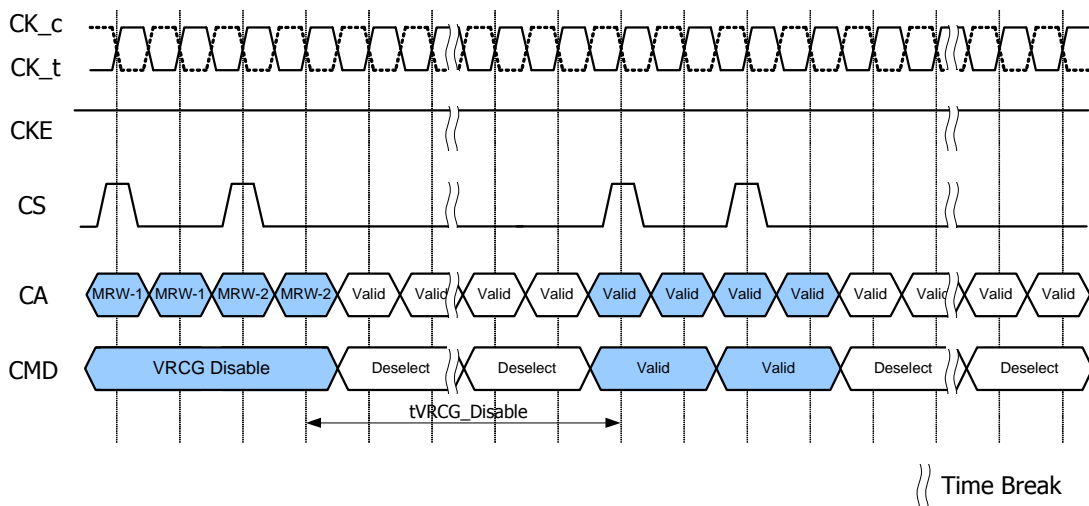 CK_c
CK_t
CKE
CS
CA MRW-1 MRW-1 MRW-2 MRW-2 Valid Valid Valid Valid Valid Valid Valid Valid Valid Valid Valid Valid
CMD VRCG Disable Deselect Deselect Valid Valid Deselect Deselect
tVRCG_Disable
Time Break